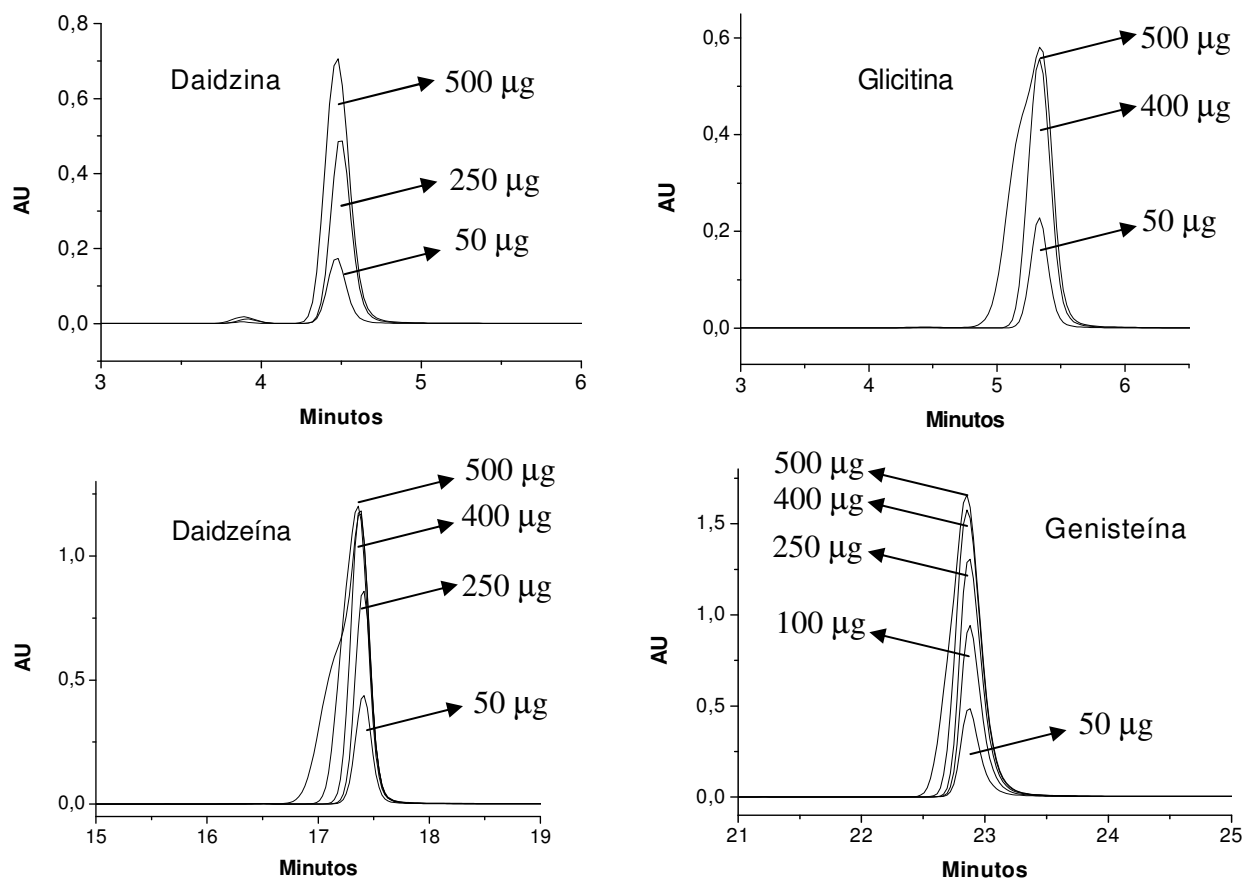 0,8
0,6
0,4
0,2
0,0
AU
Daidzina
500 µg
250 µg
50 µg
3
4
5
6
Minutos
0,6
0,4
0,2
0,0
AU
Glicitina
500 µg
400 µg
50 µg
3
4
5
6
Minutos
1,0
0,5
0,0
AU
Daidzeína
500 µg
400 µg
250 µg
50 µg
15
16
17
18
19
Minutos
1,5
1,0
0,5
0,0
AU
500 µg
400 µg
250 µg
100 µg
50 µg
Genisteína
21
22
23
24
25
Minutos